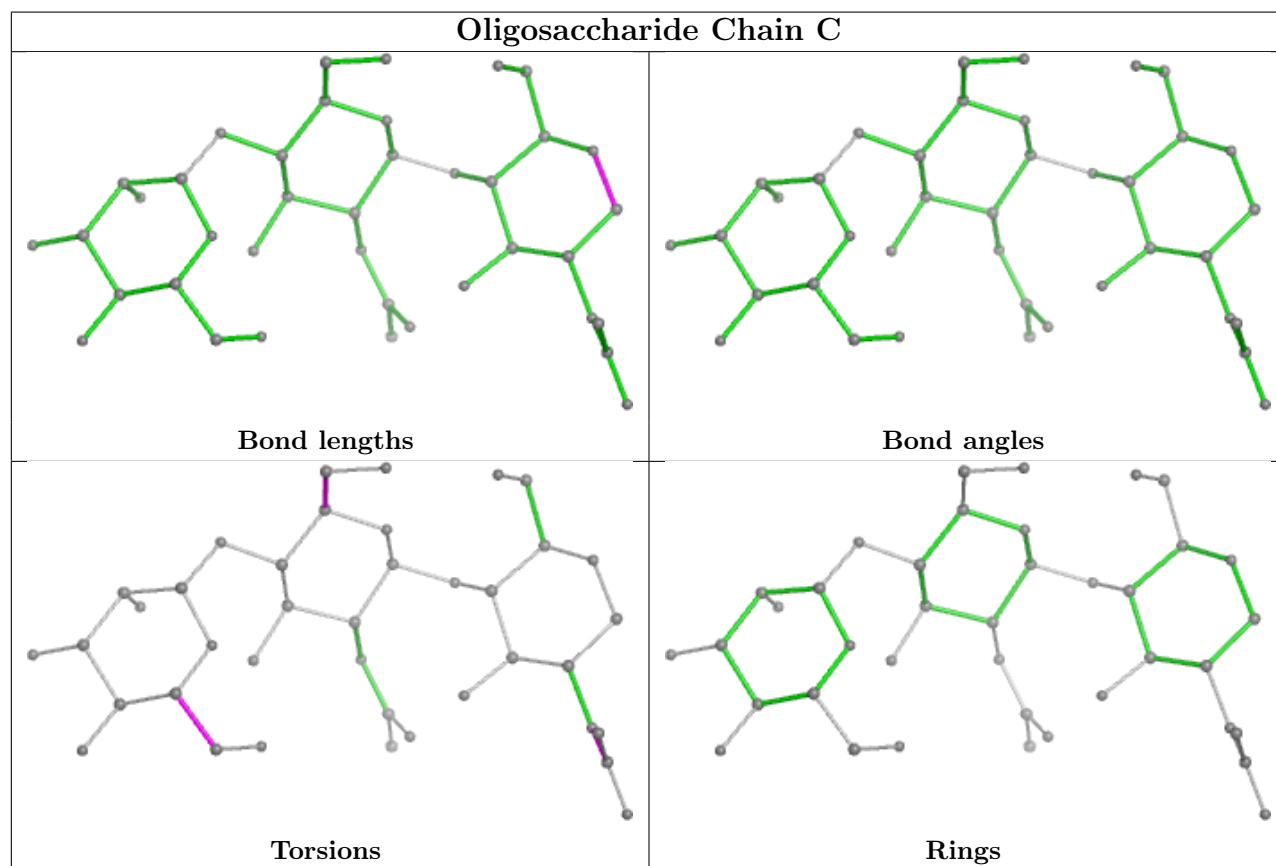 Oligosaccharide Chain C
Bond lengths
Bond angles
Torsions
Rings